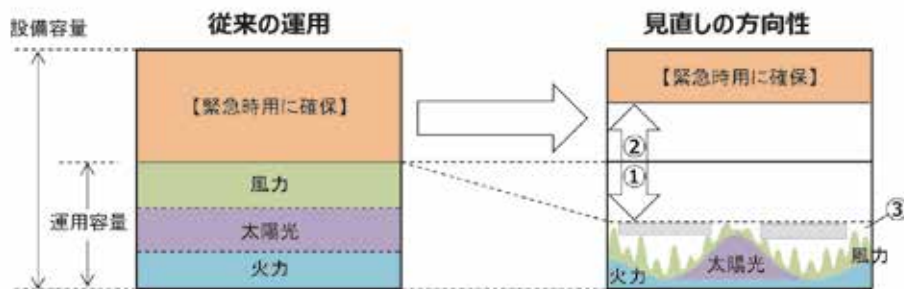 従来の運用
見直しの方向性
設備容量
【緊急時用に確保】
風力
太陽光
火力
運用容量
【緊急時用に確保】
②
①
③
火力
太陽光
風力